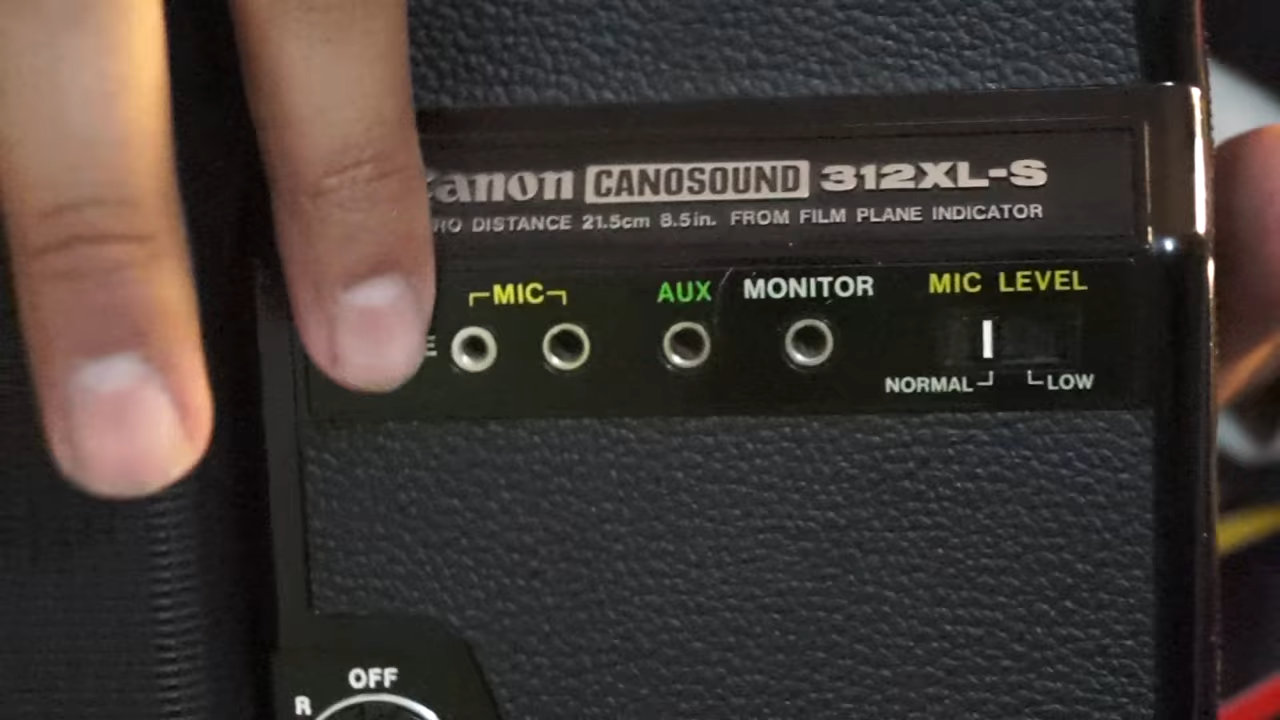 anon CANOSOUND 312XL-S
RO DISTANCE 21.5cm 8.5in. FROM FILM PLANE INDICATOR
MIC AUX MONITOR MIC LEVEL
E
NORMAL LOW
OFF
R